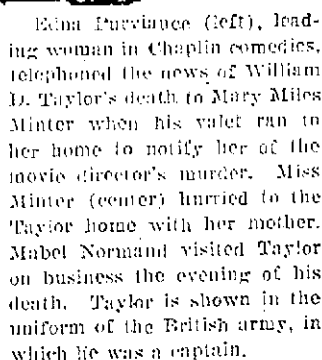 Edna Purviance (left), lead-
ing woman in Chaplin comedies,
telephoned the news of William
D. Taylor's death to Mary Miles
Minter when his valet ran to
her home to notify her of the
movie director's murder. Miss
Minter (center) hurried to the
Taylor home with her mother.
Mabel Normand visited Taylor
on business the evening of his
death. Taylor is shown in the
uniform of the British army, in
which he was a captain.